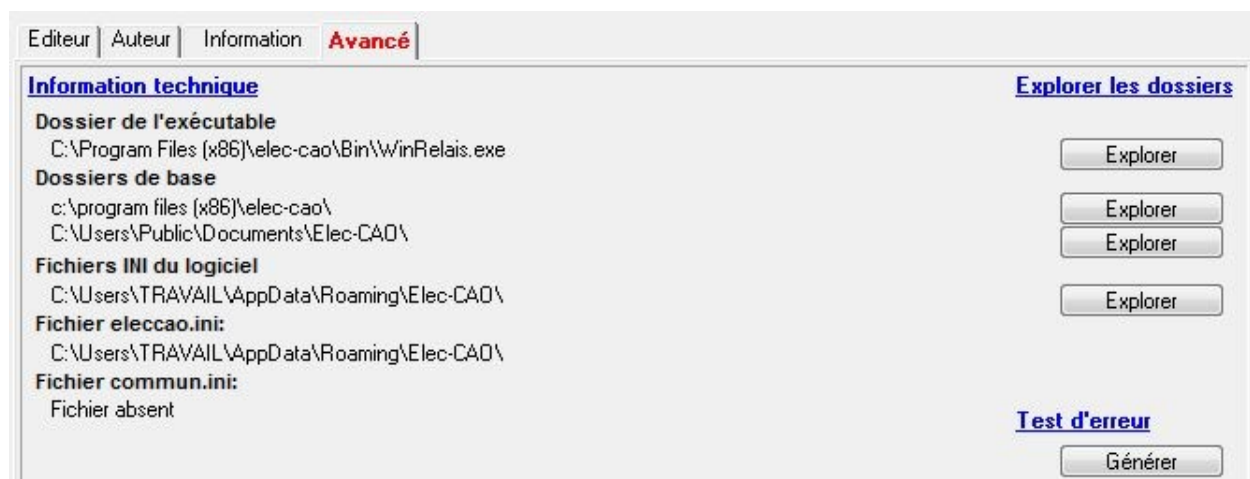 Editeur Auteur Information Avancé
Information technique Explorer les dossiers
Dossier de l'exécutable
C:\Program Files (x86)\elec-cao\Bin\WinRelais.exe Explorer
Dossiers de base
c:\program files (x86)\elec-cao\ Explorer
C:\Users\Public\Documents\Elec-CAO\ Explorer
Fichiers INI du logiciel
C:\Users\TRAVAIL\AppData\Roaming\Elec-CAO\ Explorer
Fichier eleccao.ini:
C:\Users\TRAVAIL\AppData\Roaming\Elec-CAO\
Fichier commun.ini:
Fichier absent
Test d'erreur
Générer